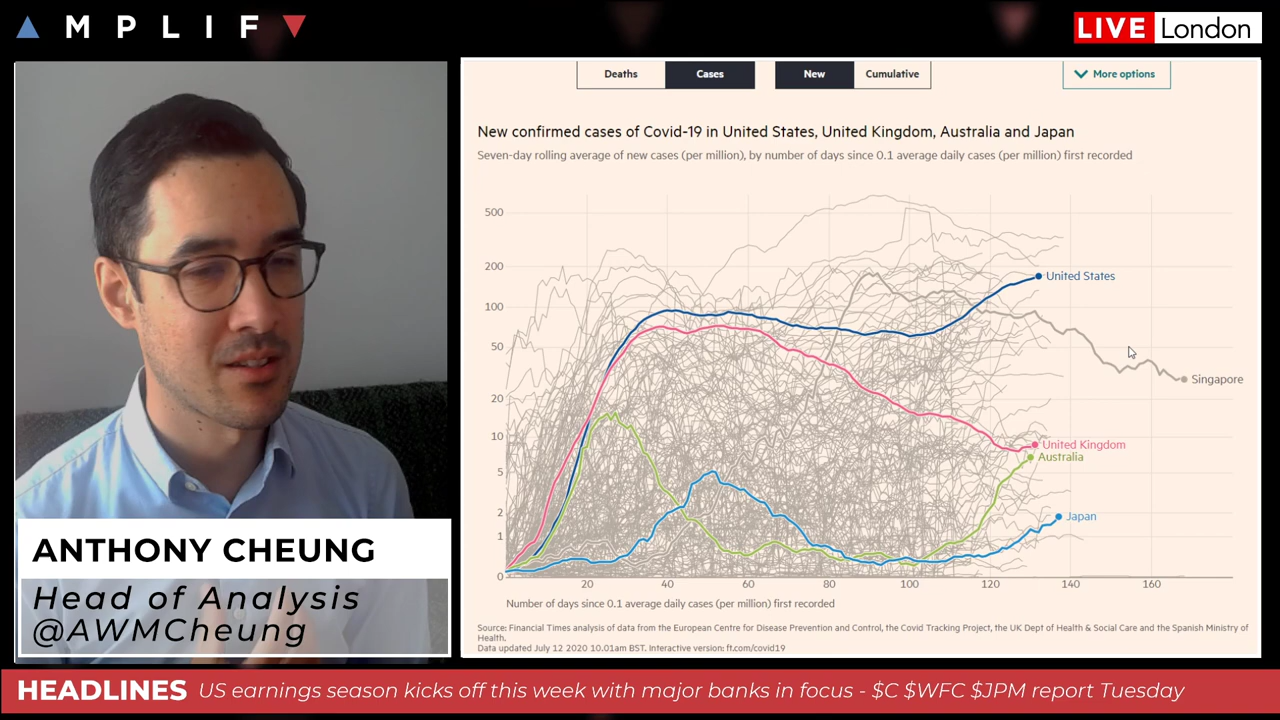 AMPLIFY
LIVE London
Deaths Cases New Cumulative More options
New confirmed cases of Covid-19 in United States, United Kingdom, Australia and Japan
Seven-day rolling average of new cases (per million), by number of days since 0.1 average daily cases (per million) first recorded
500
200
United States
100
50
Singapore
20
10
United Kingdom
Australia
5
2
Japan
1
0
20 40 60 80 100 120 140 160
Number of days since 0.1 average daily cases (per million) first recorded
Source: Financial Times analysis of data from the European Centre for Disease Prevention and Control, the Covid Tracking Project, the UK Dept of Health & Social Care and the Spanish Ministry of
Health.
Data updated July 12 2020 10.01am BST. Interactive version: ft.com/covid19
ANTHONY CHEUNG
Head of Analysis
@AWMCheung
HEADLINES US earnings season kicks off this week with major banks in focus - $C $WFC $JPM report Tuesday